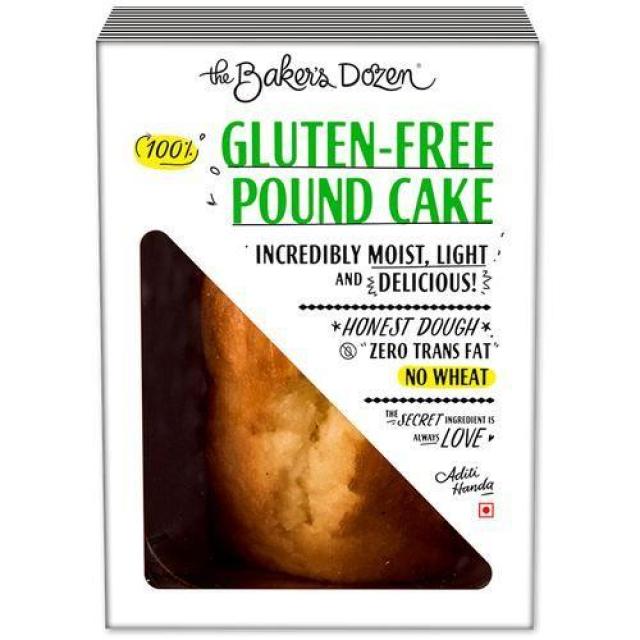 the Baker's Dozen®
100% GLUTEN-FREE
POUND CAKE
INCREDIBLY MOIST, LIGHT
AND DELICIOUS!
*HONEST DOUGH*
"ZERO TRANS FAT"
NO WHEAT
THE SECRET INGREDIENT IS
ALWAYS LOVE
Aditi
Handa